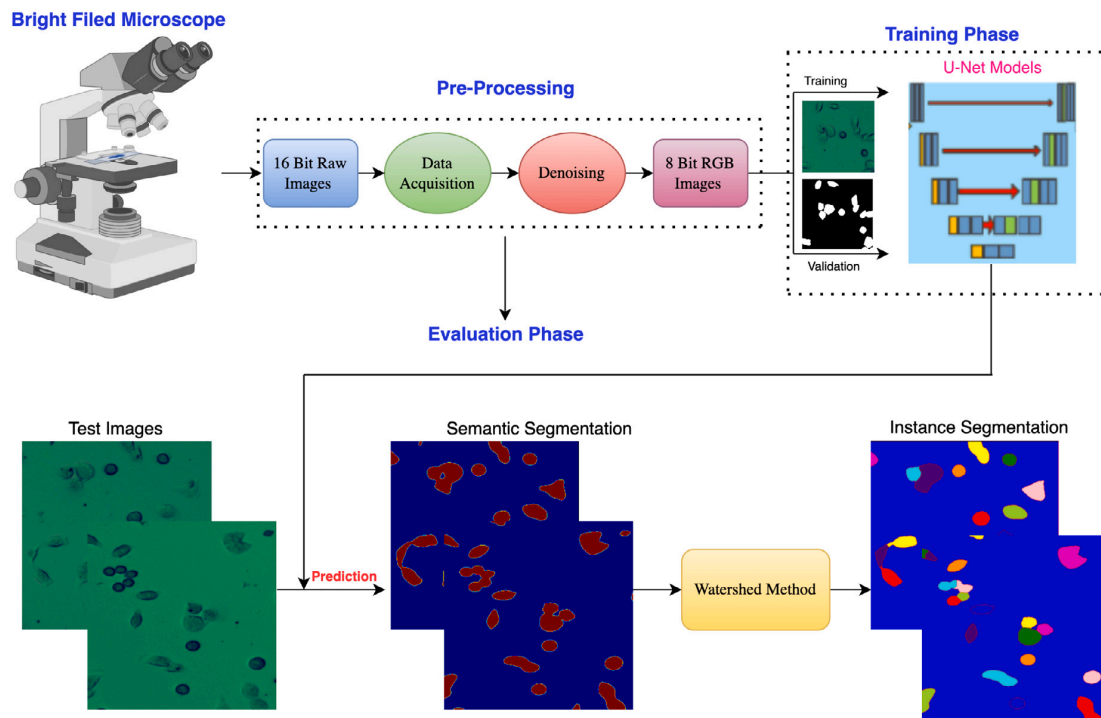 Bright Filed Microscope
Training Phase
U-Net Models
Training
Pre-Processing
16 Bit Raw
Images
Data
Acquisition
Denoising
8 Bit RGB
Images
Validation
Evaluation Phase
Test Images
Semantic Segmentation
Instance Segmentation
Prediction
Watershed Method